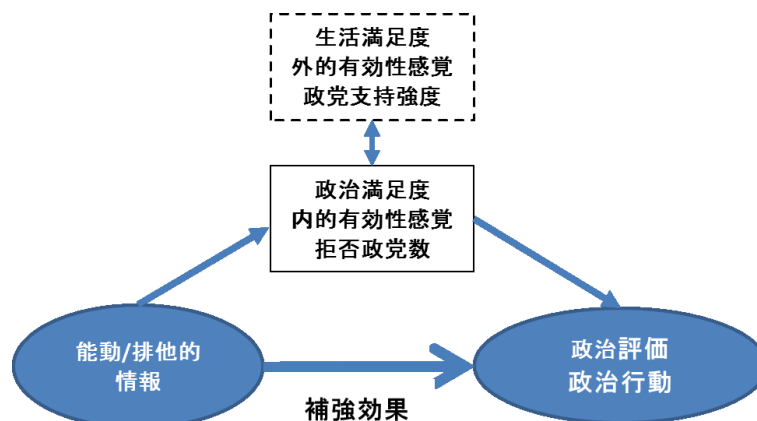 生活満足度
外的有効性感覚
政党支持強度
政治満足度
内的有効性感覚
拒否政党数
能動/排他的
情報
政治評価
政治行動
補強効果